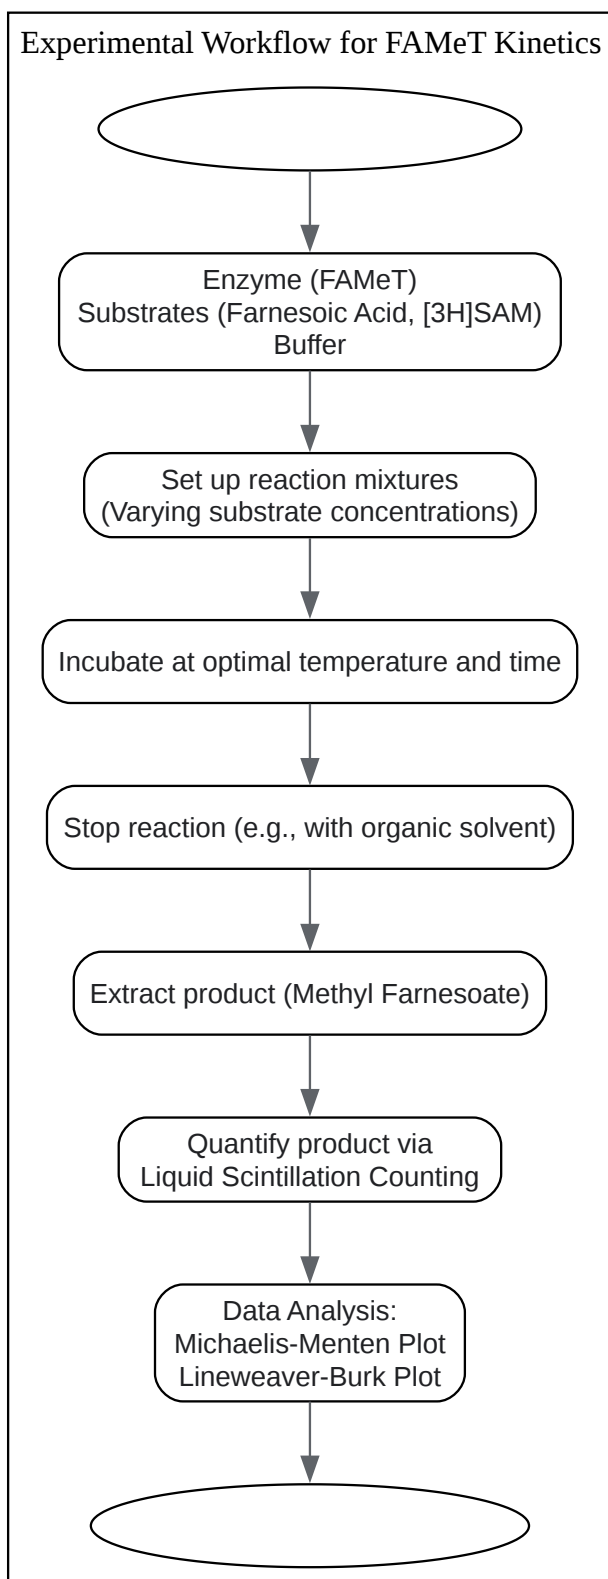 Experimental Workflow for FAMeT Kinetics
Enzyme (FAMeT)
Substrates (Farnesoic Acid, [3H]SAM)
Buffer
Set up reaction mixtures
(Varying substrate concentrations)
Incubate at optimal temperature and time
Stop reaction (e.g., with organic solvent)
Extract product (Methyl Farnesoate)
Quantify product via
Liquid Scintillation Counting
Data Analysis:
Michaelis-Menten Plot
Lineweaver-Burk Plot